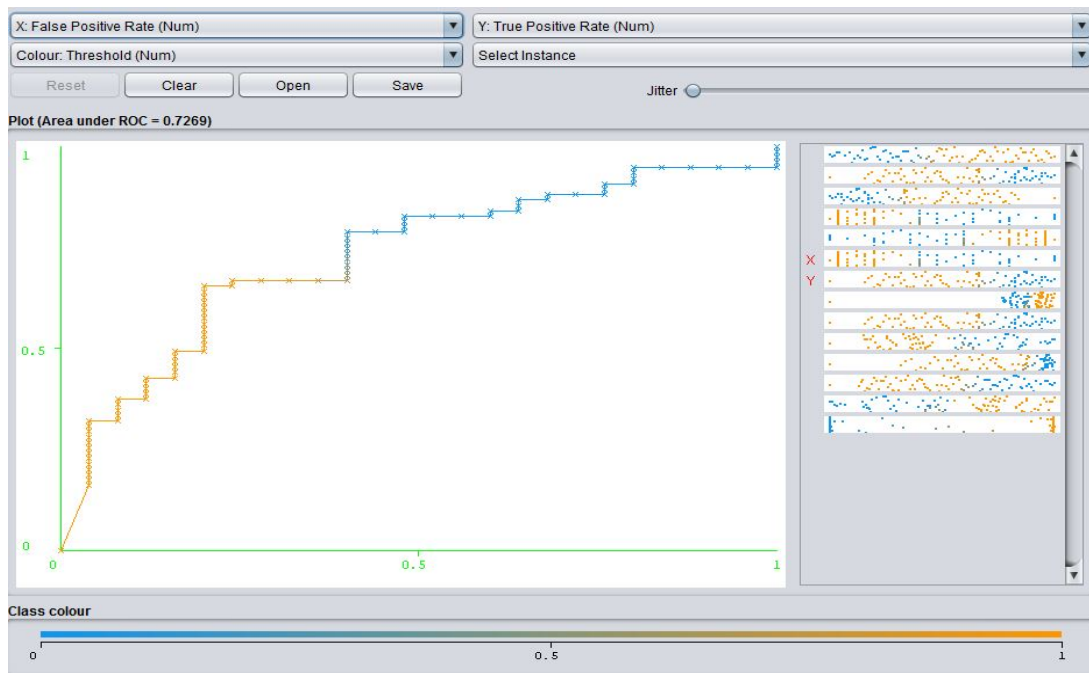 X: False Positive Rate (Num)
Y: True Positive Rate (Num)
Colour: Threshold (Num)
Select Instance
Reset
Clear
Open
Save
Jitter
Plot (Area under ROC = 0.7269)
1
0.5
0
0
0.5
1
X
Y
Class colour
0
0.5
1